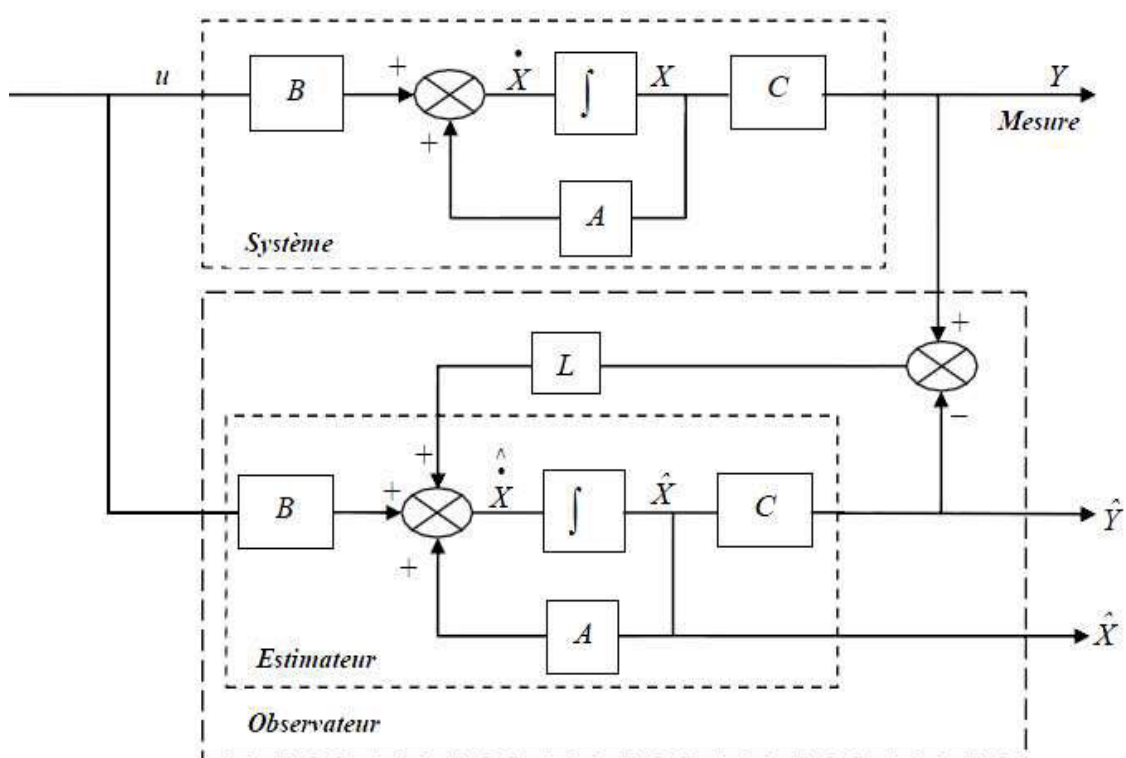 u
B
+
+
Ẋ
∫
X
C
Y
Mesure
A
Système
+
−
L
+
+
+
B
Ẋ̂
∫
X̂
C
Ŷ
A
X̂
Estimateur
Observateur